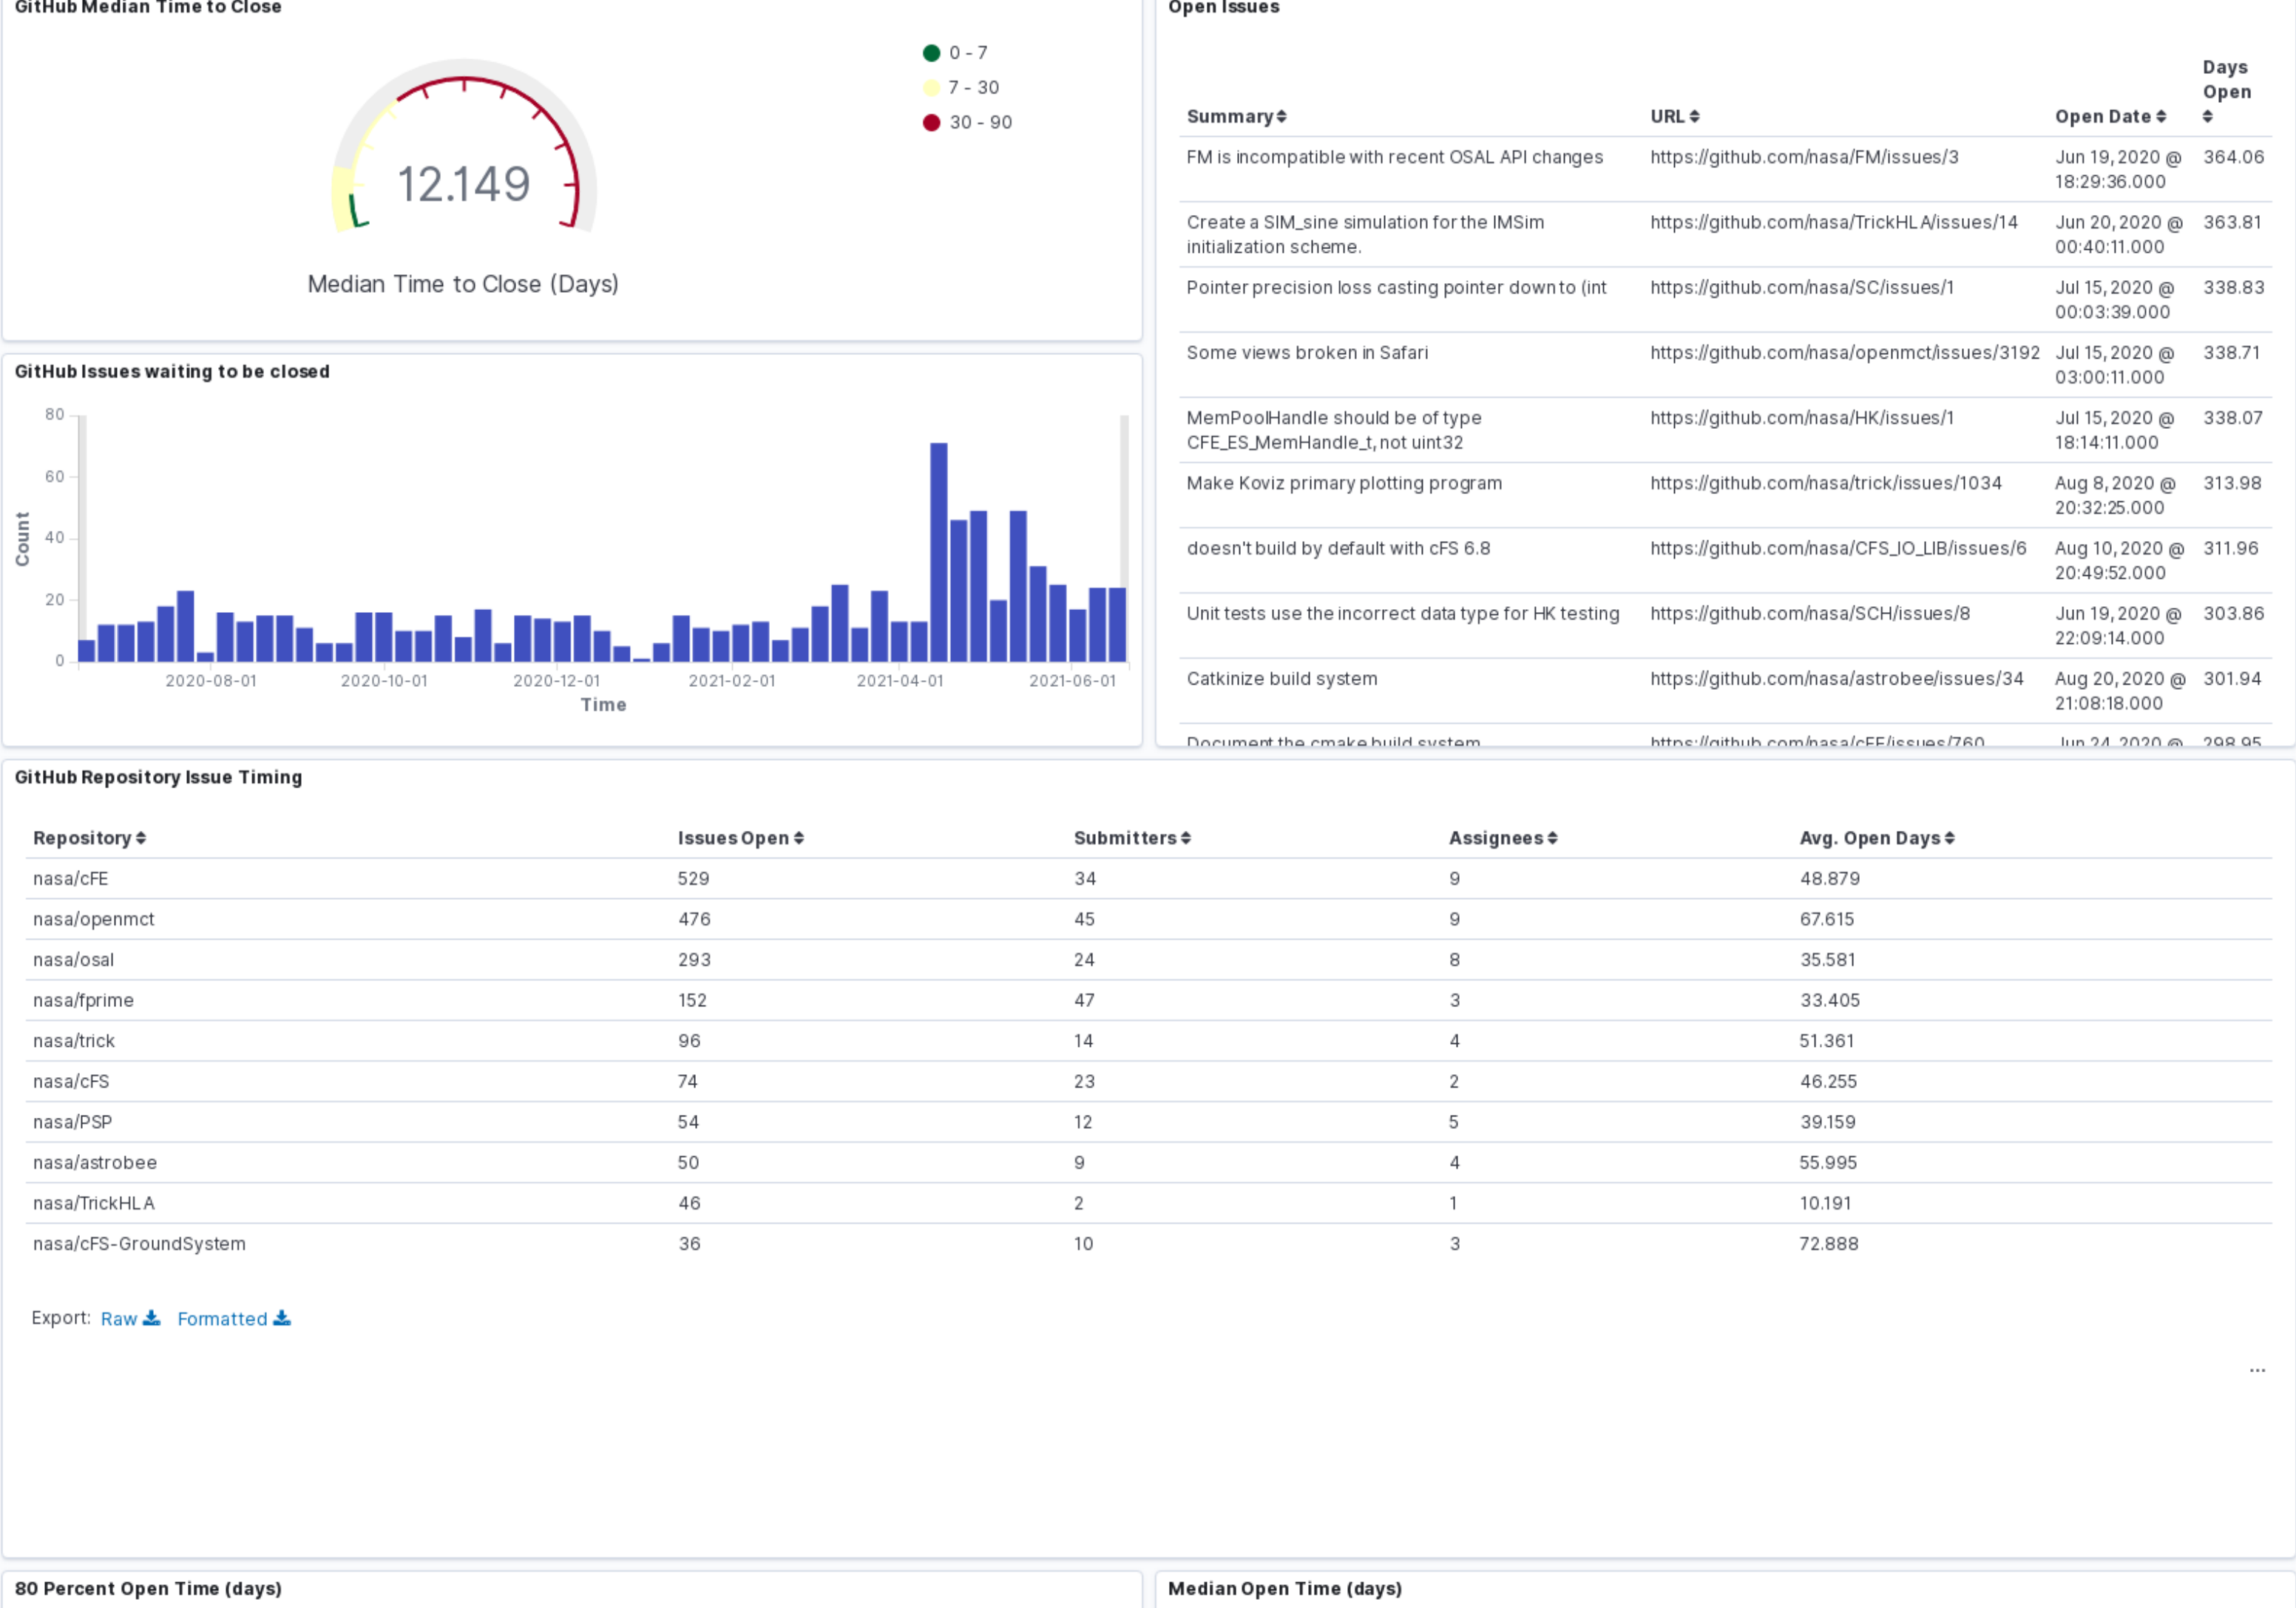 GitHub Median Time to Close
0 - 7
7 - 30
30 - 90
12.149
Median Time to Close (Days)
GitHub Issues waiting to be closed
80
60
40
20
0
Count
2020-08-01 2020-10-01 2020-12-01 2021-02-01 2021-04-01 2021-06-01
Time
Open Issues
Summary URL Open Date Days Open
FM is incompatible with recent OSAL API changes https://github.com/nasa/FM/issues/3 Jun 19, 2020 @ 364.06
18:29:36.000
Create a SIM_sine simulation for the IMSim https://github.com/nasa/TrickHLA/issues/14 Jun 20, 2020 @ 363.81
initialization scheme. 00:40:11.000
Pointer precision loss casting pointer down to (int https://github.com/nasa/SC/issues/1 Jul 15, 2020 @ 338.83
00:03:39.000
Some views broken in Safari https://github.com/nasa/openmct/issues/3192 Jul 15, 2020 @ 338.71
03:00:11.000
MemPoolHandle should be of type https://github.com/nasa/HK/issues/1 Jul 15, 2020 @ 338.07
CFE_ES_MemHandle_t, not uint32 18:14:11.000
Make Koviz primary plotting program https://github.com/nasa/trick/issues/1034 Aug 8, 2020 @ 313.98
20:32:25.000
doesn't build by default with cFS 6.8 https://github.com/nasa/CFS_IO_LIB/issues/6 Aug 10, 2020 @ 311.96
20:49:52.000
Unit tests use the incorrect data type for HK testing https://github.com/nasa/SCH/issues/8 Jun 19, 2020 @ 303.86
22:09:14.000
Catkinize build system https://github.com/nasa/astrobee/issues/34 Aug 20, 2020 @ 301.94
21:08:18.000
Document the cmake build system https://github.com/nasa/cFE/issues/760 Jun 24, 2020 @ 298.95
GitHub Repository Issue Timing
Repository Issues Open Submitters Assignees Avg. Open Days
nasa/cFE 529 34 9 48.879
nasa/openmct 476 45 9 67.615
nasa/osal 293 24 8 35.581
nasa/fprime 152 47 3 33.405
nasa/trick 96 14 4 51.361
nasa/cFS 74 23 2 46.255
nasa/PSP 54 12 5 39.159
nasa/astrobee 50 9 4 55.995
nasa/TrickHLA 46 2 1 10.191
nasa/cFS-GroundSystem 36 10 3 72.888
Export: Raw Formatted
...
80 Percent Open Time (days)
Median Open Time (days)